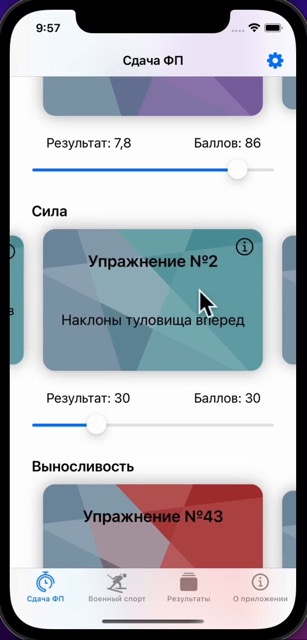 9:57
Сдача ФП
Результат: 7,8 Баллов: 86
Сила
Упражнение №2
Наклоны туловища вперед
в
Результат: 30 Баллов: 30
Выносливость
Упражнение №43
Сдача ФП Военный спорт Результаты О приложении